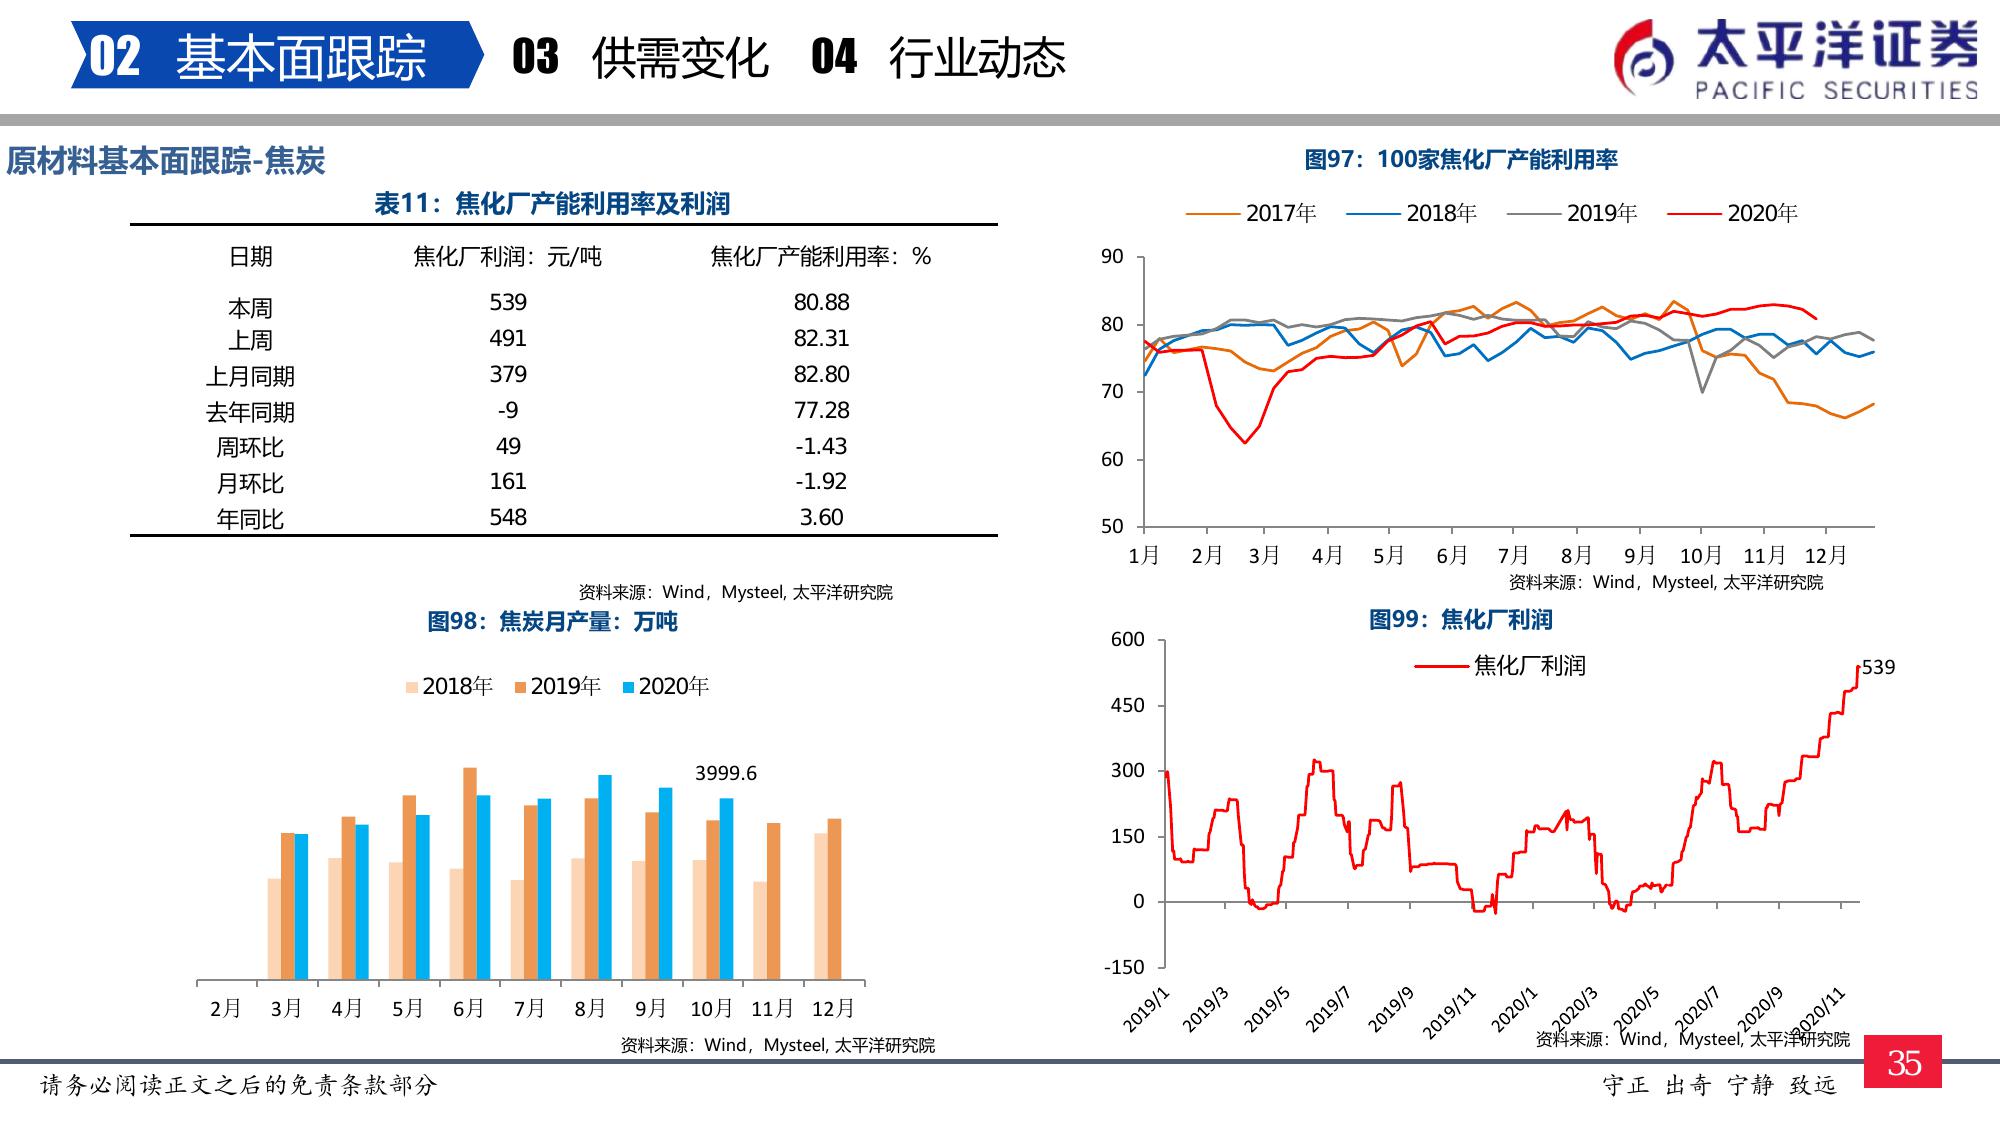 02 基本面跟踪 03 供需变化 04 行业动态
太平洋证券
PACIFIC SECURITIES
原材料基本面跟踪-焦炭
表11：焦化厂产能利用率及利润
日期 焦化厂利润：元/吨 焦化厂产能利用率：%
本周 539 80.88
上周 491 82.31
上月同期 379 82.80
去年同期 -9 77.28
周环比 49 -1.43
月环比 161 -1.92
年同比 548 3.60
资料来源：Wind，Mysteel, 太平洋研究院
图97：100家焦化厂产能利用率
2017年 2018年 2019年 2020年
90
80
70
60
50
1月 2月 3月 4月 5月 6月 7月 8月 9月 10月 11月 12月
资料来源：Wind，Mysteel, 太平洋研究院
图98：焦炭月产量：万吨
2018年 2019年 2020年
3999.6
2月 3月 4月 5月 6月 7月 8月 9月 10月 11月 12月
资料来源：Wind，Mysteel, 太平洋研究院
图99：焦化厂利润
焦化厂利润
539
600
450
300
150
0
-150
2019/1 2019/3 2019/5 2019/7 2019/9 2019/11 2020/1 2020/3 2020/5 2020/7 2020/9 2020/11
资料来源：Wind，Mysteel, 太平洋研究院
35
请务必阅读正文之后的免责条款部分
守正 出奇 宁静 致远